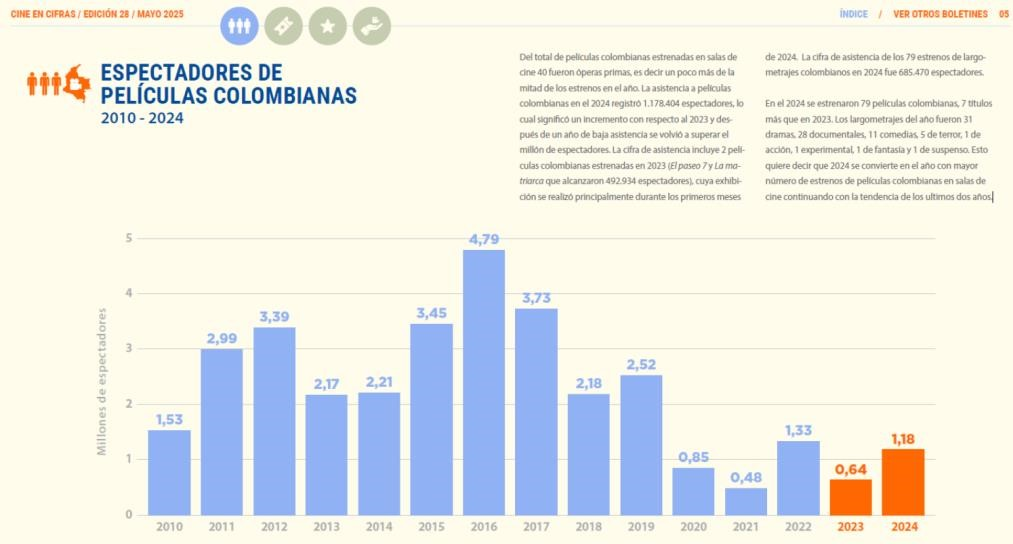 CINE EN CIFRAS / EDICIÓN 28 / MAYO 2025
ÍNDICE / VER OTROS BOLETINES 05
ESPECTADORES DE
PELÍCULAS COLOMBIANAS
2010 - 2024
Del total de películas colombianas estrenadas en salas de
cine 40 fueron óperas primas, es decir un poco más de la
mitad de los estrenos en el año. La asistencia a películas
colombianas en el 2024 registró 1.178.404 espectadores, lo
cual significó un incremento con respecto al 2023 y des-
pués de un año de baja asistencia se volvió a superar el
millón de espectadores. La cifra de asistencia incluye 2 pelí-
culas colombianas estrenadas en 2023 (El paseo 7 y La ma-
triarca que alcanzaron 492.934 espectadores), cuya exhibi-
ción se realizó principalmente durante los primeros meses
de 2024. La cifra de asistencia de los 79 estrenos de largo-
metrajes colombianos en 2024 fue 685.470 espectadores.
En el 2024 se estrenaron 79 películas colombianas, 7 títulos
más que en 2023. Los largometrajes del año fueron 31
dramas, 28 documentales, 11 comedias, 5 de terror, 1 de
acción, 1 experimental, 1 de fantasía y 1 de suspenso. Esto
quiere decir que 2024 se convierte en el año con mayor
número de estrenos de películas colombianas en salas de
cine continuando con la tendencia de los ultimos dos años.
Millones de espectadores
5
4
3
2
1
0
1,53
2,99
3,39
2,17
2,21
3,45
4,79
3,73
2,18
2,52
0,85
0,48
1,33
0,64
1,18
2010 2011 2012 2013 2014 2015 2016 2017 2018 2019 2020 2021 2022 2023 2024